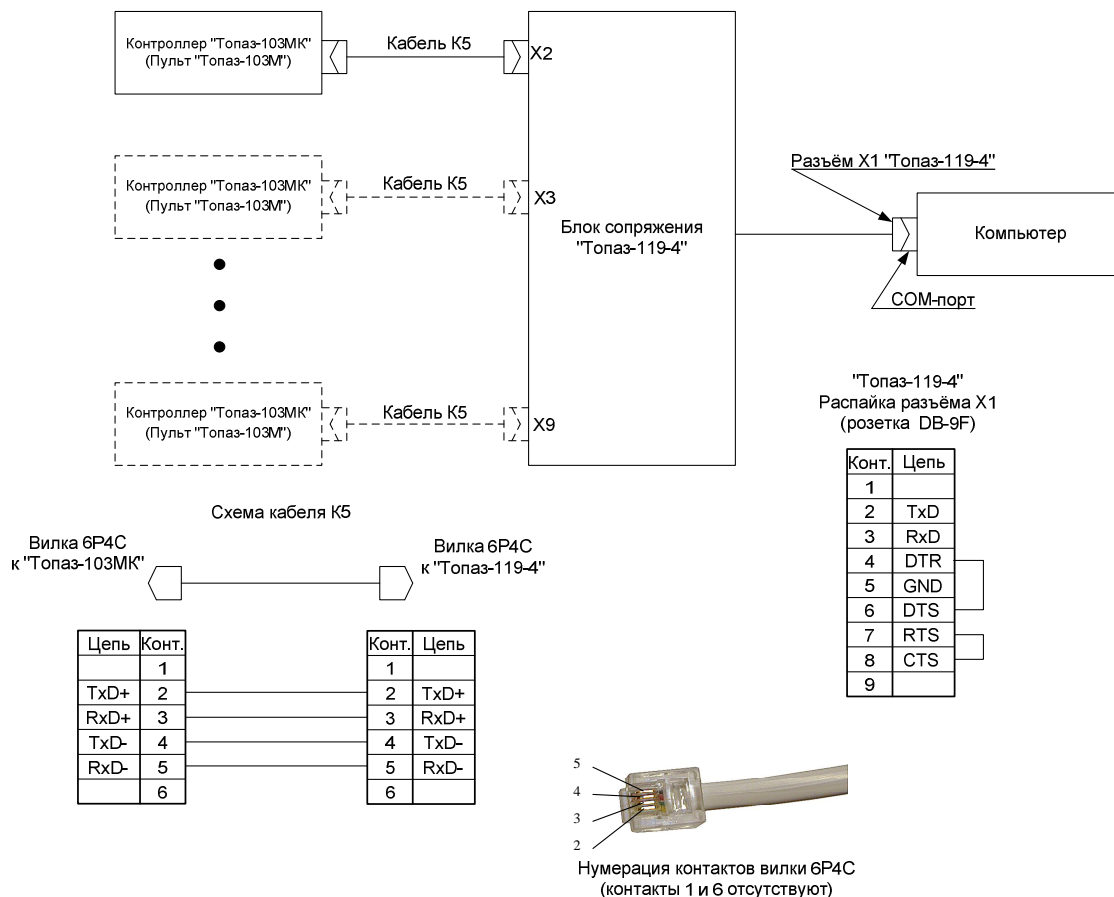 Контроллер "Топаз-103МК"
(Пульт "Топаз-103М")
Кабель К5
X2
Контроллер "Топаз-103МК"
(Пульт "Топаз-103М")
Кабель К5
X3
Контроллер "Топаз-103МК"
(Пульт "Топаз-103М")
Кабель К5
X9
Блок сопряжения
"Топаз-119-4"
Разъём X1 "Топаз-119-4"
Компьютер
COM-порт
"Топаз-119-4"
Распайка разъёма X1
(розетка DB-9F)
Конт. Цепь
1
2 TxD
3 RxD
4 DTR
5 GND
6 DTS
7 RTS
8 CTS
9
Схема кабеля К5
Вилка 6P4C
к "Топаз-103МК"
Вилка 6P4C
к "Топаз-119-4"
Цепь Конт.
1
TxD+ 2
RxD+ 3
TxD- 4
RxD- 5
6
Конт. Цепь
1
2 TxD+
3 RxD+
4 TxD-
5 RxD-
6
5
4
3
2
Нумерация контактов вилки 6P4C
(контакты 1 и 6 отсутствуют)